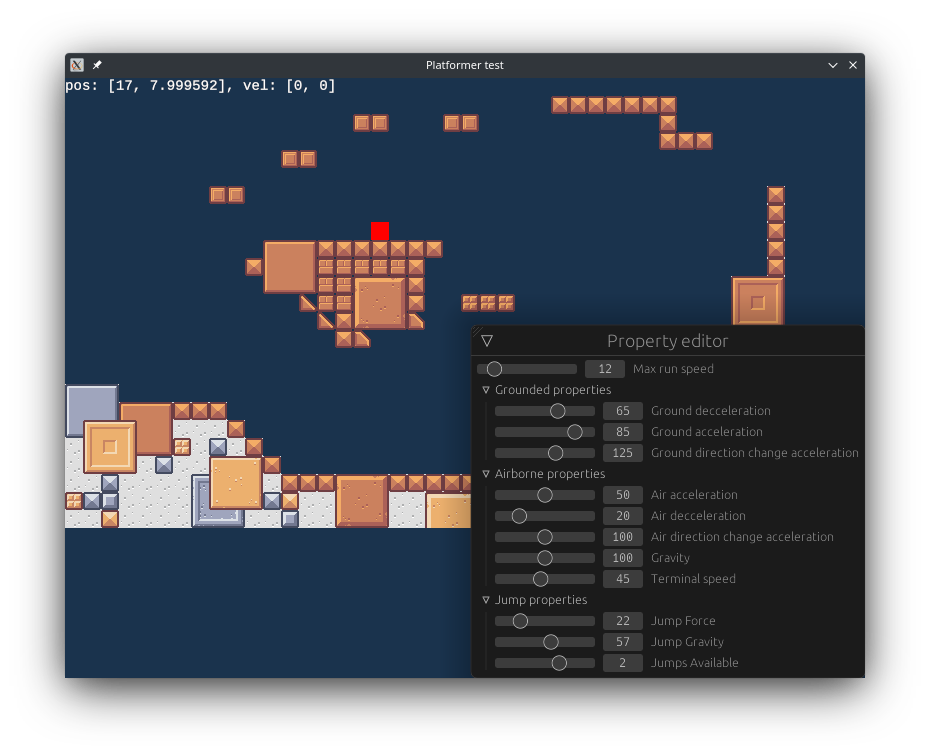 Platformer test
pos: [17, 7.999592], vel: [0, 0]
Property editor
12 Max run speed
Grounded properties
65 Ground decceleration
85 Ground acceleration
125 Ground direction change acceleration
Airborne properties
50 Air acceleration
20 Air decceleration
100 Air direction change acceleration
100 Gravity
45 Terminal speed
Jump properties
22 Jump Force
57 Jump Gravity
2 Jumps Available